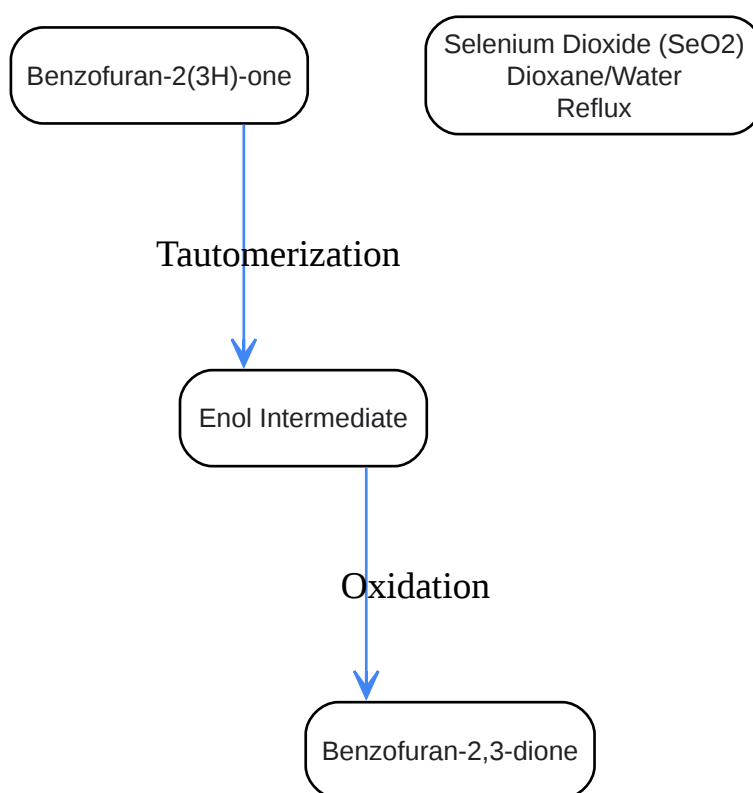 Benzofuran-2(3H)-one
Selenium Dioxide (SeO2)
Dioxane/Water
Reflux
Tautomerization
Enol Intermediate
Oxidation
Benzofuran-2,3-dione